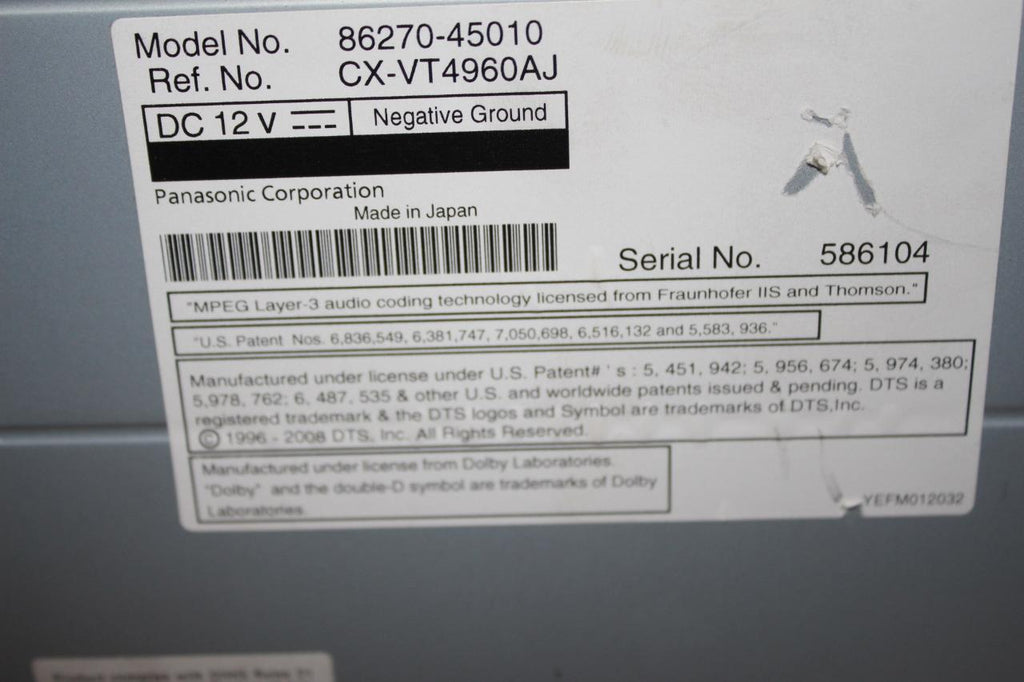 Model No. 86270-45010
Ref. No. CX-VT4960AJ
DC 12 V Negative Ground
Panasonic Corporation
Made in Japan
Serial No. 586104
"MPEG Layer-3 audio coding technology licensed from Fraunhofer IIS and Thomson."
"U.S. Patent Nos. 6,836,549, 6,381,747, 7,050,698, 6,516,132 and 5,583, 936."
Manufactured under license under U.S. Patent# ' s : 5, 451, 942; 5, 956, 674; 5, 974, 380;
5,978, 762; 6, 487, 535 & other U.S. and worldwide patents issued & pending. DTS is a
registered trademark & the DTS logos and Symbol are trademarks of DTS,Inc.
© 1996 - 2008 DTS, Inc. All Rights Reserved.
Manufactured under license from Dolby Laboratories.
"Dolby" and the double-D symbol are trademarks of Dolby
Laboratories.
YEFM012032
Product complies with